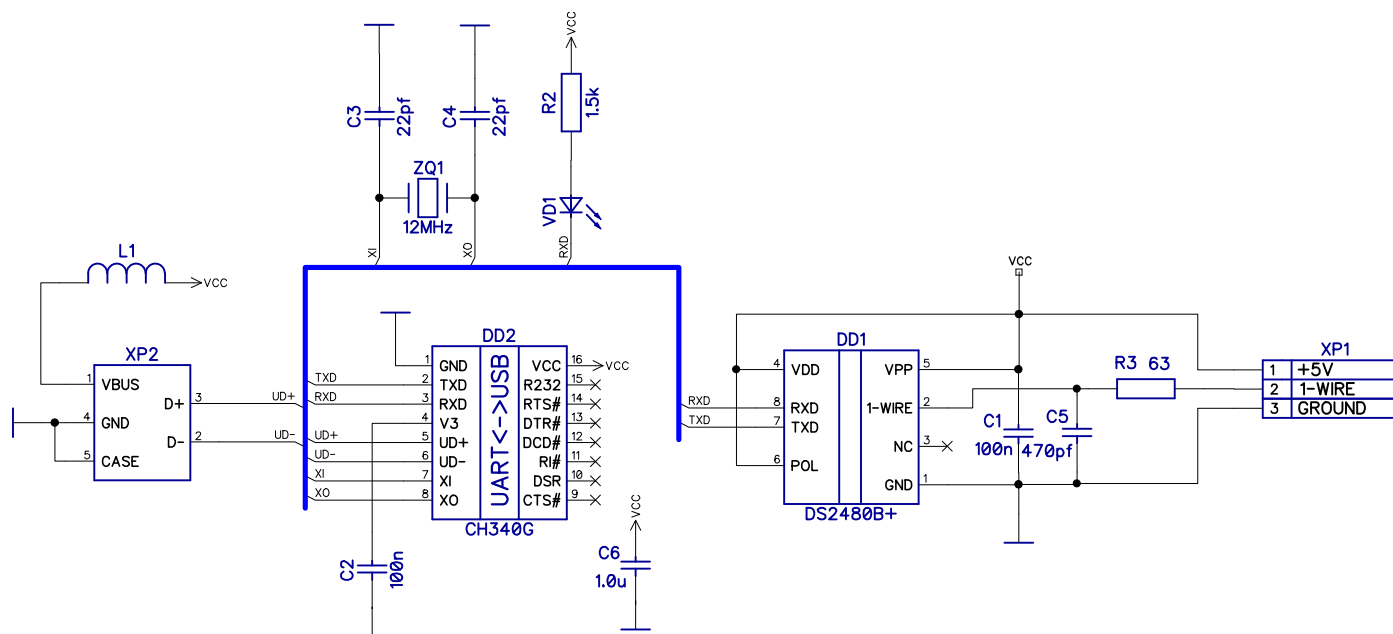 VCC
C3
22pf
C4
22pf
R2
1.5k
ZQ1
12MHz
VD1
XI
XO
RXD
L1
VCC
XP2
1 VBUS
D+ 3
4 GND
D- 2
5 CASE
UD+
UD-
TXD
RXD
UD+
UD-
XI
XO
DD2
UART<->USB
1 GND
2 TXD
3 RXD
4 V3
5 UD+
6 UD-
7 XI
8 XO
VCC 16
R232 15
RTS# 14
DTR# 13
DCD# 12
RI# 11
DSR 10
CTS# 9
VCC
CH340G
C2
100n
C6
1.0u
VCC
RXD
TXD
VCC
DD1
4 VDD
8 RXD
7 TXD
6 POL
VPP 5
1-WIRE 2
NC 3
GND 1
DS2480B+
C1
100n
C5
470pf
R3 63
XP1
1 +5V
2 1-WIRE
3 GROUND